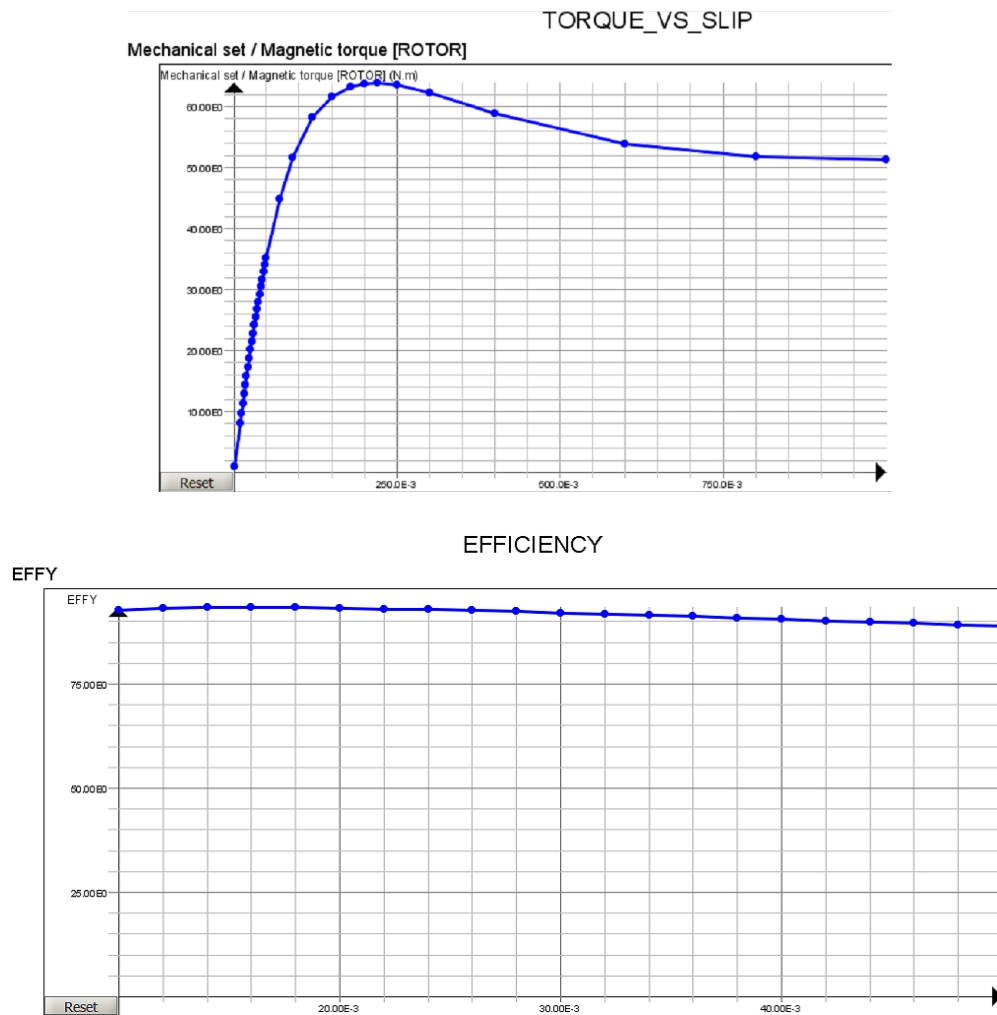 TORQUE_VS_SLIP
Mechanical set / Magnetic torque [ROTOR]
Mechanical set / Magnetic torque [ROTOR] (N.m)
60.00E0
50.00E0
40.00E0
30.00E0
20.00E0
10.00E0
Reset
250.0E-3
500.0E-3
750.0E-3
EFFICIENCY
EFFY
EFFY
75.00E0
50.00E0
25.00E0
Reset
20.00E-3
30.00E-3
40.00E-3